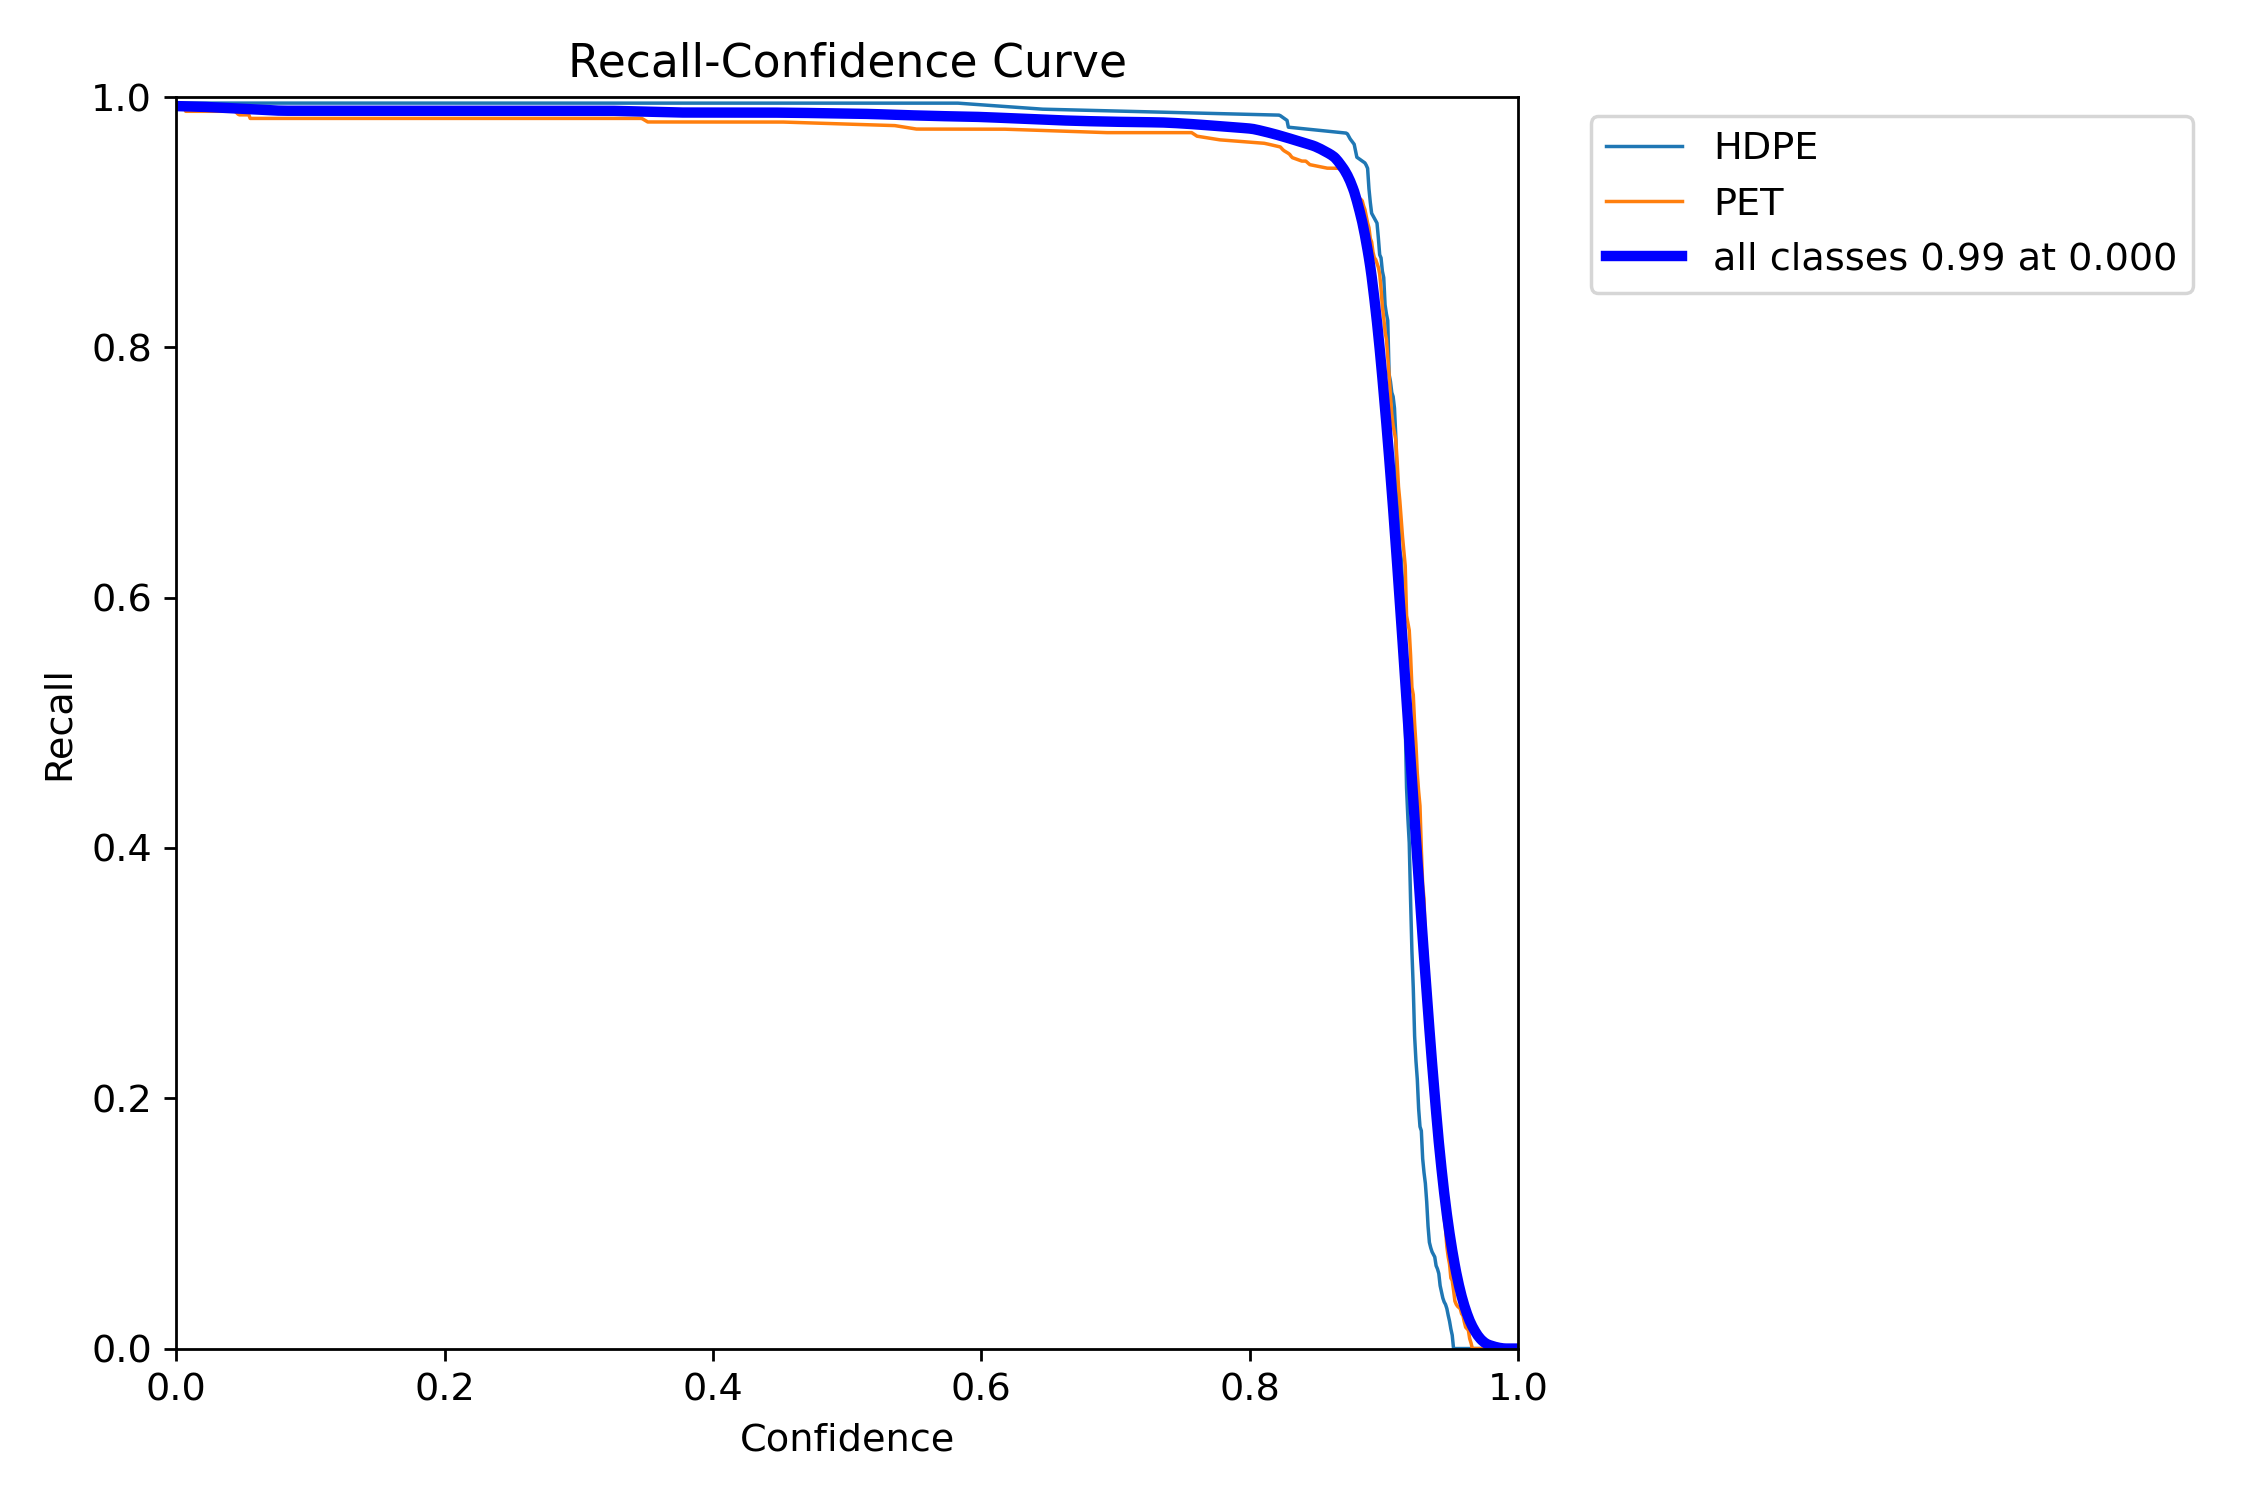 Recall-Confidence Curve
1.0
0.8
0.6
0.4
0.2
0.0
Recall
0.0 0.2 0.4 0.6 0.8 1.0
Confidence
HDPE
PET
all classes 0.99 at 0.000